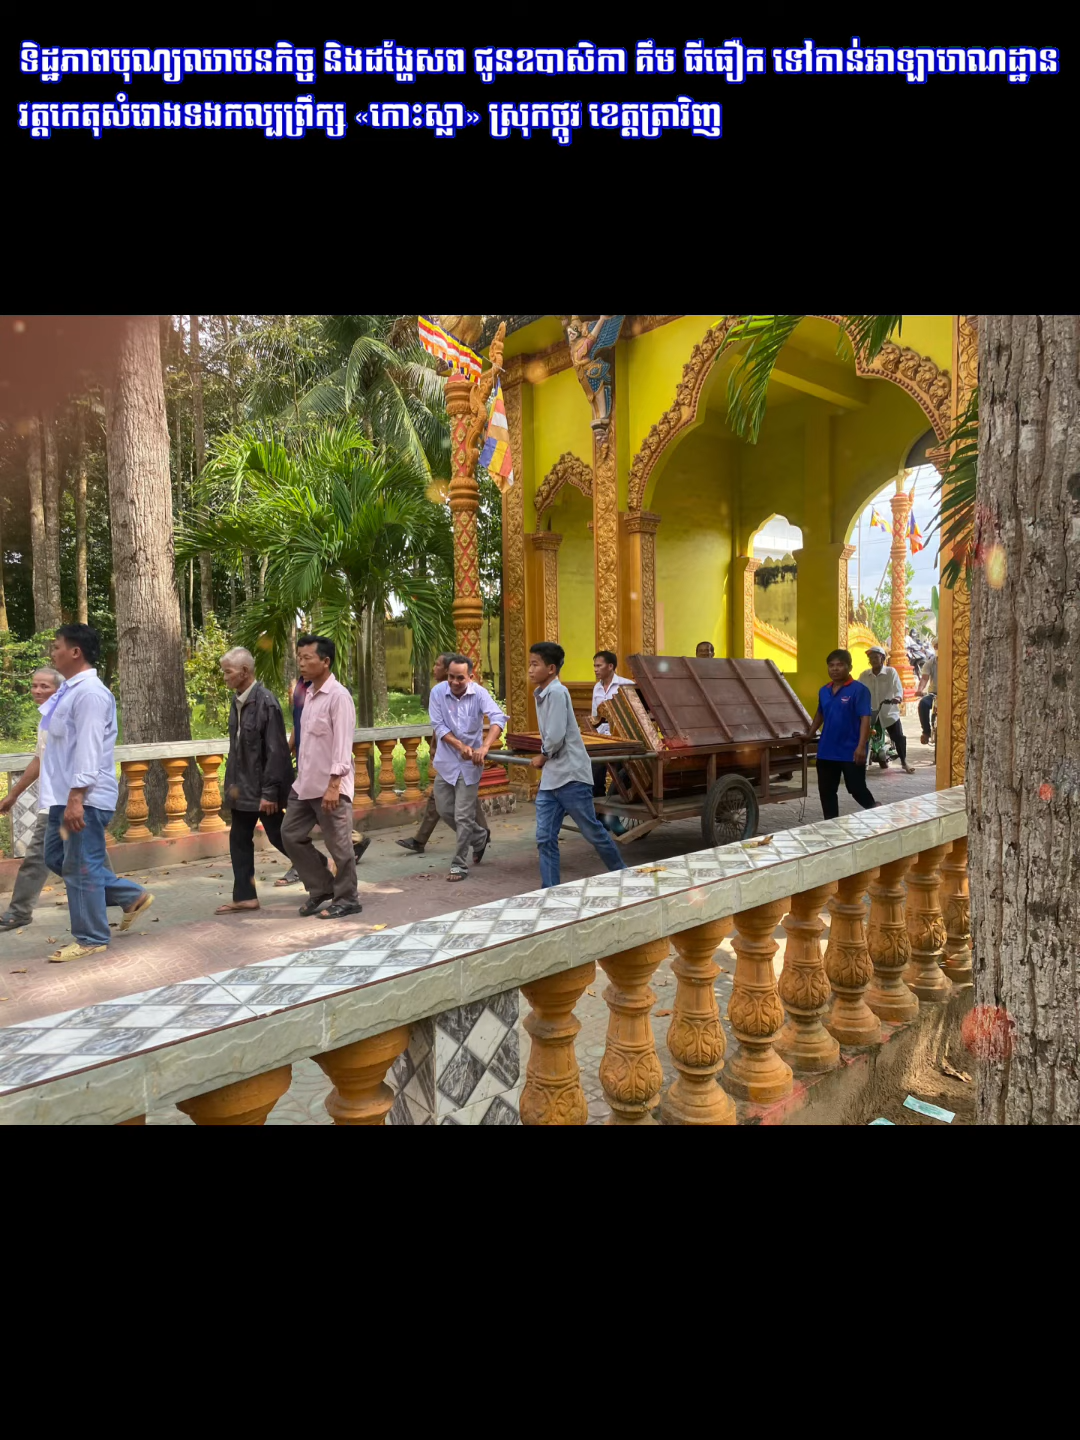 ទិដ្ឋភាពបុណ្យឈាបនកិច្ច និងដង្ហែសព ជូនឧបាសិកា គឹម ធីធឿក ទៅកាន់អាឡាហណដ្ឋាន
វត្តកេតុសំរោងទងកល្បព្រឹក្ស «កោះស្លា» ស្រុកថ្កូវ ខេត្តត្រាវិញ